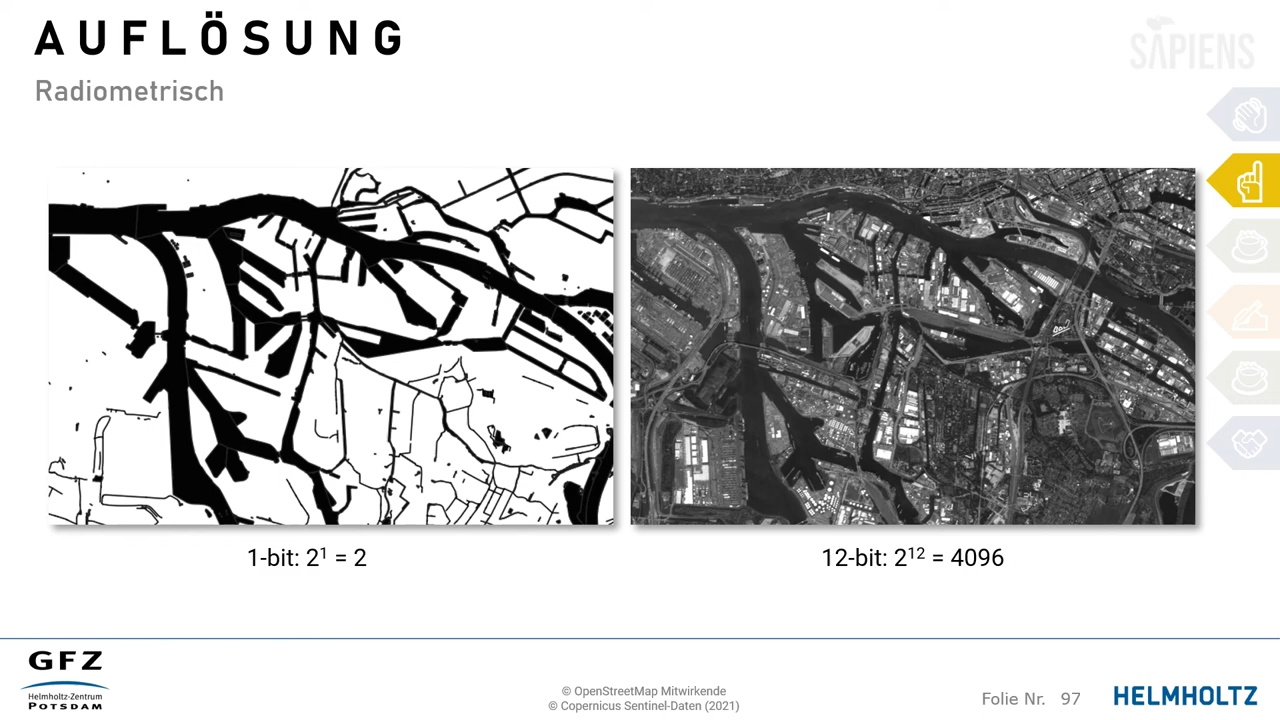 AUFLÖSUNG
Radiometrisch
SAPIENS
1-bit: 2¹ = 2
12-bit: 2¹² = 4096
GFZ
Helmholtz-Zentrum
POTSDAM
© OpenStreetMap Mitwirkende
© Copernicus Sentinel-Daten (2021)
Folie Nr. 97
HELMHOLTZ